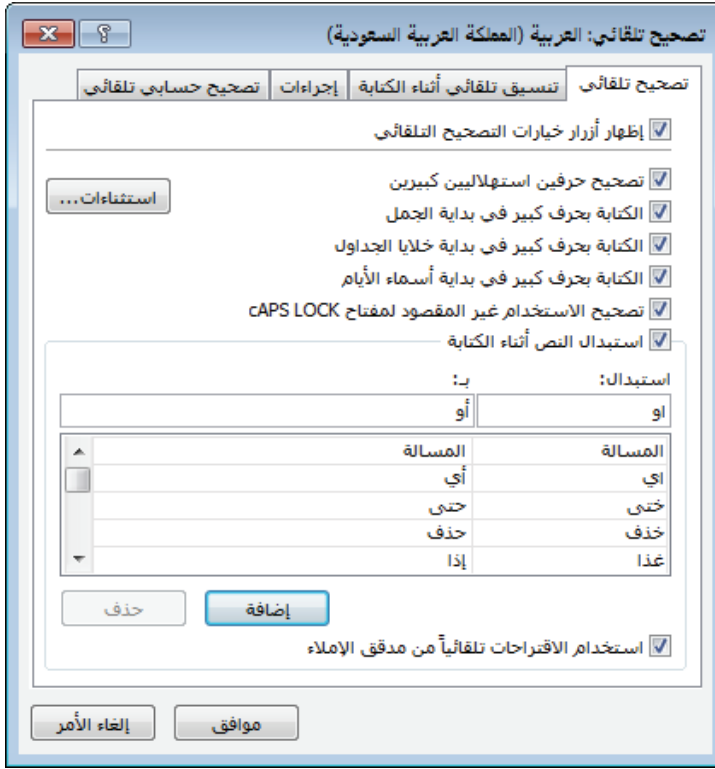 تصحيح تلقائي: العربية (المملكة العربية السعودية)
تصحيح تلقائي تنسيق تلقائي أثناء الكتابة إجراءات تصحيح حسابي تلقائي
إظهار أزرار خيارات التصحيح التلقائي
تصحيح حرفين استهلاليين كبيرين
استثناءات...
الكتابة بحرف كبير في بداية الجمل
الكتابة بحرف كبير في بداية خلايا الجداول
الكتابة بحرف كبير في بداية أسماء الأيام
تصحيح الاستخدام غير المقصود لمفتاح cAPS LOCK
استبدال النص أثناء الكتابة
استبدال: بـ:
او أو
المسالة المسالة
اي أي
ختى حتى
خذف حذف
غذا إذا
إضافة حذف
استخدام الاقتراحات تلقائياً من مدقق الإملاء
موافق إلغاء الأمر